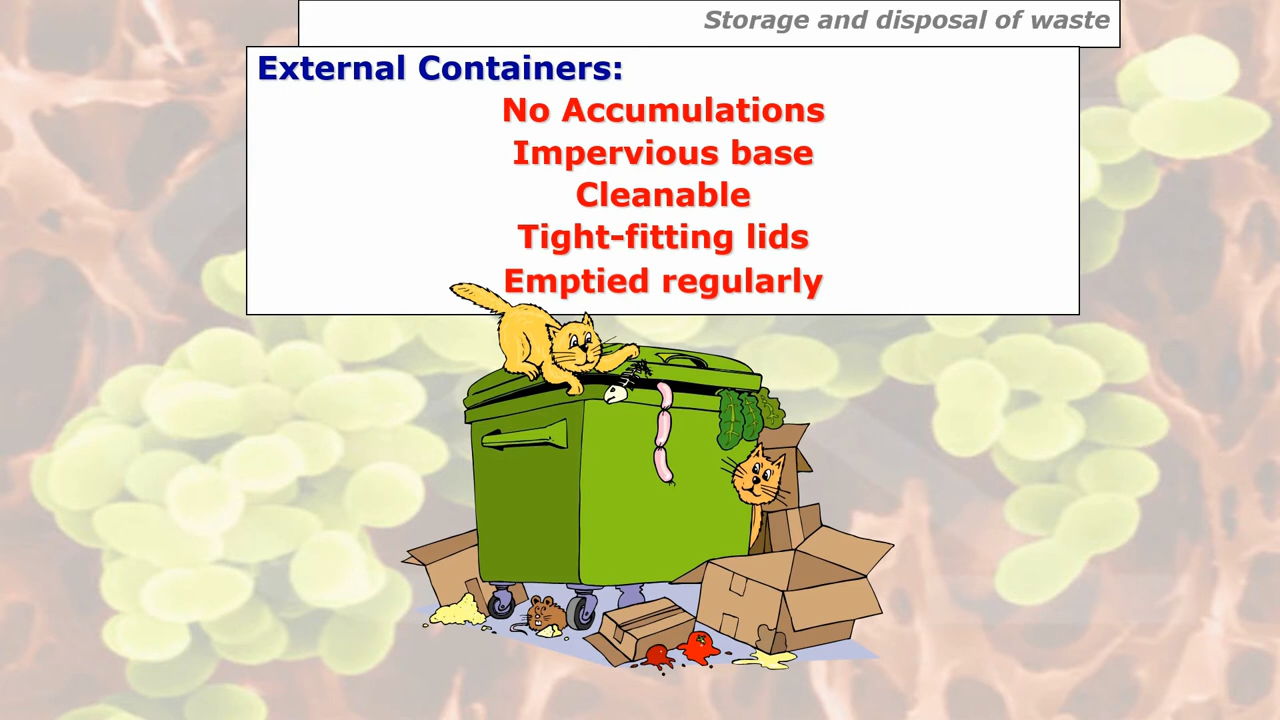 Storage and disposal of waste
External Containers:
No Accumulations
Impervious base
Cleanable
Tight-fitting lids
Emptied regularly